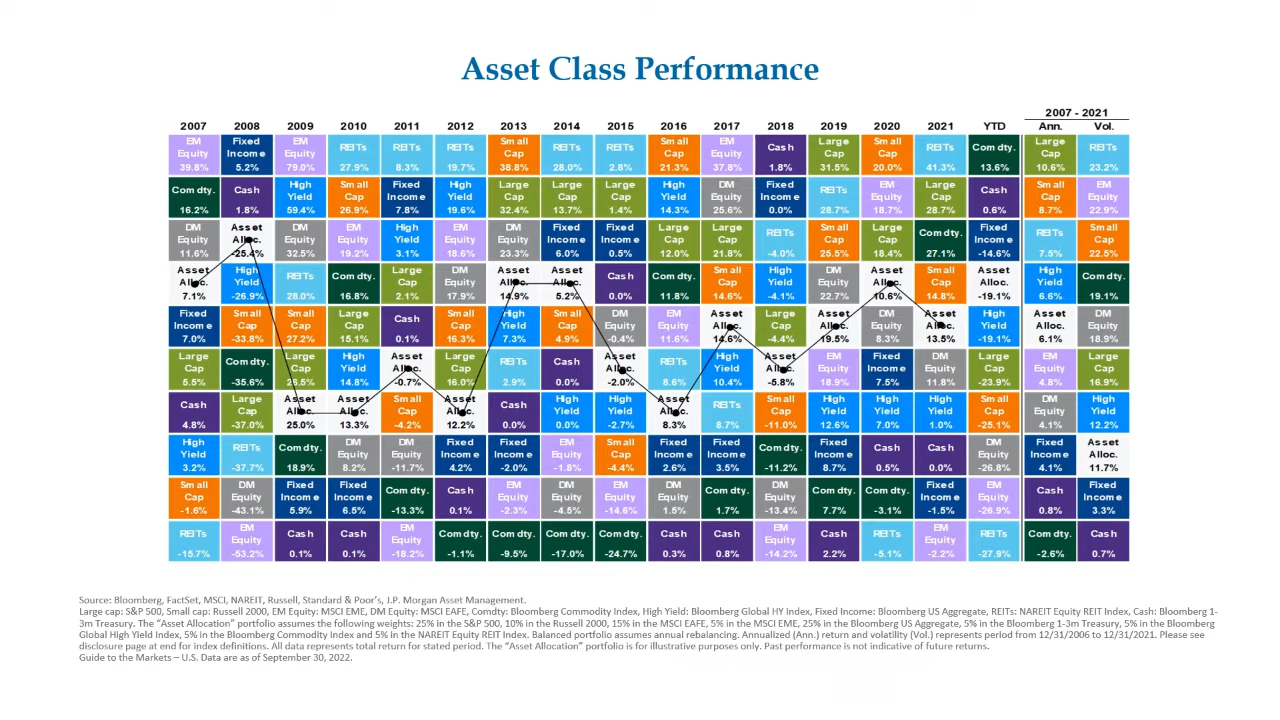 Asset Class Performance
2007 - 2021
2007 2008 2009 2010 2011 2012 2013 2014 2015 2016 2017 2018 2019 2020 2021 YTD Ann. Vol.
EM Equity 39.8% Fixed Income 5.2% EM Equity 79.0% REITs 27.9% REITs 8.3% REITs 19.7% Small Cap 38.8% REITs 28.0% REITs 2.8% Small Cap 21.3% EM Equity 37.8% Cash 1.8% Large Cap 31.5% Small Cap 20.0% REITs 41.3% Comdty. 13.6% Large Cap 10.6% REITs 23.2%
Comdty. 16.2% Cash 1.8% High Yield 59.4% Small Cap 26.9% Fixed Income 7.8% High Yield 19.6% Large Cap 32.4% Large Cap 13.7% Large Cap 1.4% High Yield 14.3% DM Equity 25.6% Fixed Income 0.0% REITs 28.7% EM Equity 18.7% Large Cap 28.7% Cash 0.6% Small Cap 8.7% EM Equity 22.9%
DM Equity 11.6% Asset Alloc. -25.4% DM Equity 32.5% EM Equity 19.2% High Yield 3.1% EM Equity 18.6% DM Equity 23.3% Fixed Income 6.0% Fixed Income 0.5% Large Cap 12.0% Large Cap 21.8% REITs -4.0% Small Cap 25.5% Large Cap 18.4% Comdty. 27.1% Fixed Income -14.6% REITs 7.5% Small Cap 22.5%
Asset Alloc. 7.1% High Yield -26.9% REITs 28.0% Comdty. 16.8% Large Cap 2.1% DM Equity 17.9% Asset Alloc. 14.9% Asset Alloc. 5.2% Cash 0.0% Comdty. 11.8% Small Cap 14.6% High Yield -4.1% DM Equity 22.7% Asset Alloc. 10.6% Small Cap 14.8% Asset Alloc. -19.1% High Yield 6.6% Comdty. 19.1%
Fixed Income 7.0% Small Cap -33.8% Small Cap 27.2% Large Cap 15.1% Cash 0.1% Small Cap 16.3% High Yield 7.3% Small Cap 4.9% DM Equity -0.4% EM Equity 11.6% Asset Alloc. 14.6% Large Cap -4.4% Asset Alloc. 19.5% DM Equity 8.3% Asset Alloc. 13.5% High Yield -19.1% Asset Alloc. 6.1% DM Equity 18.9%
Large Cap 5.5% Comdty. -35.6% Large Cap 26.5% High Yield 14.8% Asset Alloc. -0.7% Large Cap 16.0% REITs 2.9% Cash 0.0% Asset Alloc. -2.0% REITs 8.6% High Yield 10.4% Asset Alloc. -5.8% EM Equity 18.9% Fixed Income 7.5% DM Equity 11.8% Large Cap -23.9% EM Equity 4.8% Large Cap 16.9%
Cash 4.8% Large Cap -37.0% Asset Alloc. 25.0% Asset Alloc. 13.3% Small Cap -4.2% Asset Alloc. 12.2% Cash 0.0% High Yield 0.0% High Yield -2.7% Asset Alloc. 8.3% REITs 8.7% Small Cap -11.0% High Yield 12.6% High Yield 7.0% High Yield 1.0% Small Cap -25.1% DM Equity 4.1% High Yield 12.2%
High Yield 3.2% REITs -37.7% Comdty. 18.9% DM Equity 8.2% DM Equity -11.7% Fixed Income 4.2% Fixed Income -2.0% EM Equity -1.8% Small Cap -4.4% Fixed Income 2.6% Fixed Income 3.5% Comdty. -11.2% Fixed Income 8.7% Cash 0.5% Cash 0.0% DM Equity -26.8% Fixed Income 4.1% Asset Alloc. 11.7%
Small Cap -1.6% DM Equity -43.1% Fixed Income 5.9% Fixed Income 6.5% Comdty. -13.3% Cash 0.1% EM Equity -2.3% DM Equity -4.5% EM Equity -14.6% DM Equity 1.5% Comdty. 1.7% DM Equity -13.4% Comdty. 7.7% Comdty. -3.1% Fixed Income -1.5% EM Equity -26.9% Cash 0.8% Fixed Income 3.3%
REITs -15.7% EM Equity -53.2% Cash 0.1% Cash 0.1% EM Equity -18.2% Comdty. -1.1% Comdty. -9.5% Comdty. -17.0% Comdty. -24.7% Cash 0.3% Cash 0.8% EM Equity -14.2% Cash 2.2% REITs -5.1% EM Equity -2.2% REITs -27.9% Comdty. -2.6% Cash 0.7%
Source: Bloomberg, FactSet, MSCI, NAREIT, Russell, Standard & Poor's, J.P. Morgan Asset Management.
Large cap: S&P 500, Small cap: Russell 2000, EM Equity: MSCI EME, DM Equity: MSCI EAFE, Comdty: Bloomberg Commodity Index, High Yield: Bloomberg Global HY Index, Fixed Income: Bloomberg US Aggregate, REITs: NAREIT Equity REIT Index, Cash: Bloomberg 1-
3m Treasury. The "Asset Allocation" portfolio assumes the following weights: 25% in the S&P 500, 10% in the Russell 2000, 15% in the MSCI EAFE, 5% in the MSCI EME, 25% in the Bloomberg US Aggregate, 5% in the Bloomberg 1-3m Treasury, 5% in the Bloomberg
Global High Yield Index, 5% in the Bloomberg Commodity Index and 5% in the NAREIT Equity REIT Index. Balanced portfolio assumes annual rebalancing. Annualized (Ann.) return and volatility (Vol.) represents period from 12/31/2006 to 12/31/2021. Please see
disclosure page at end for index definitions. All data represents total return for stated period. The "Asset Allocation" portfolio is for illustrative purposes only. Past performance is not indicative of future returns.
Guide to the Markets – U.S. Data are as of September 30, 2022.